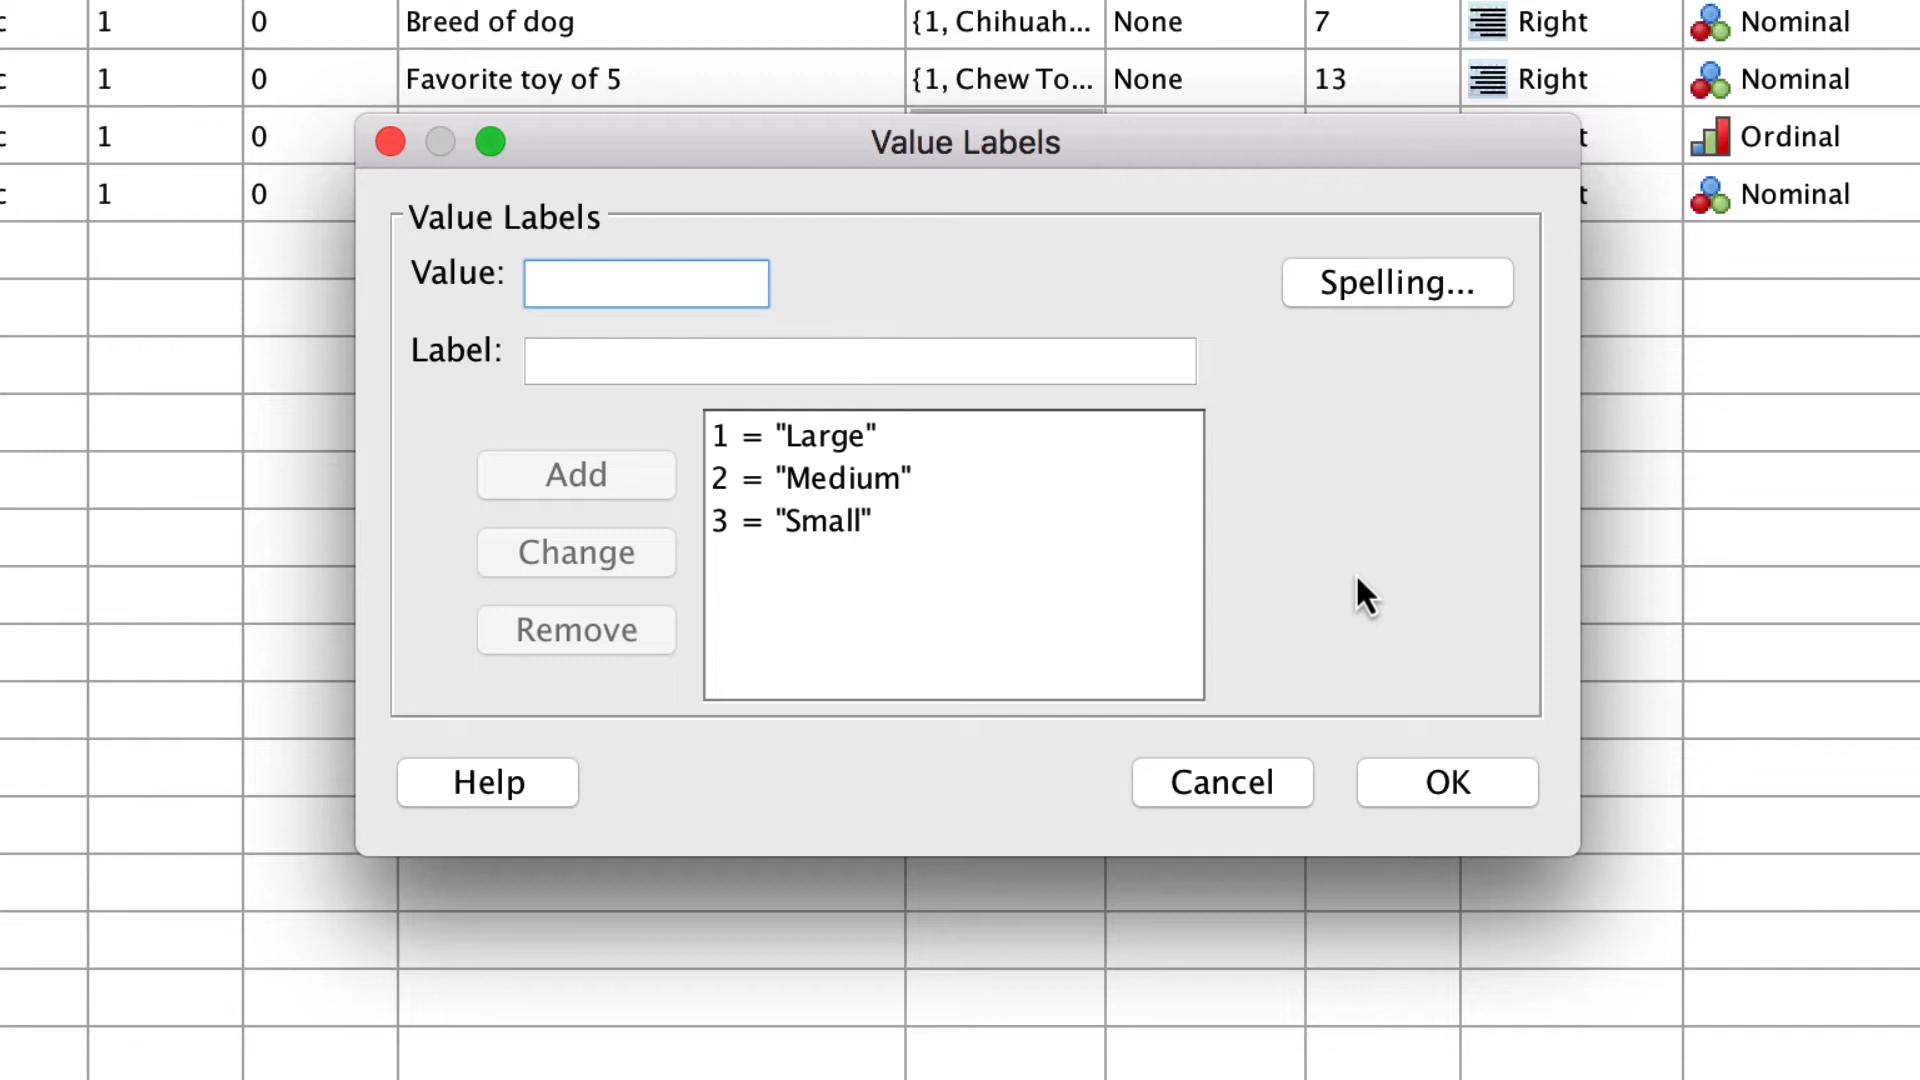 c 1 0 Breed of dog {1, Chihuah... None 7 Right Nominal
c 1 0 Favorite toy of 5 {1, Chew To... None 13 Right Nominal
c 1 0 t Ordinal
c 1 0 t Nominal
Value Labels
Value Labels
Value: Spelling...
Label:
1 = "Large"
2 = "Medium"
3 = "Small"
Add
Change
Remove
Help Cancel OK